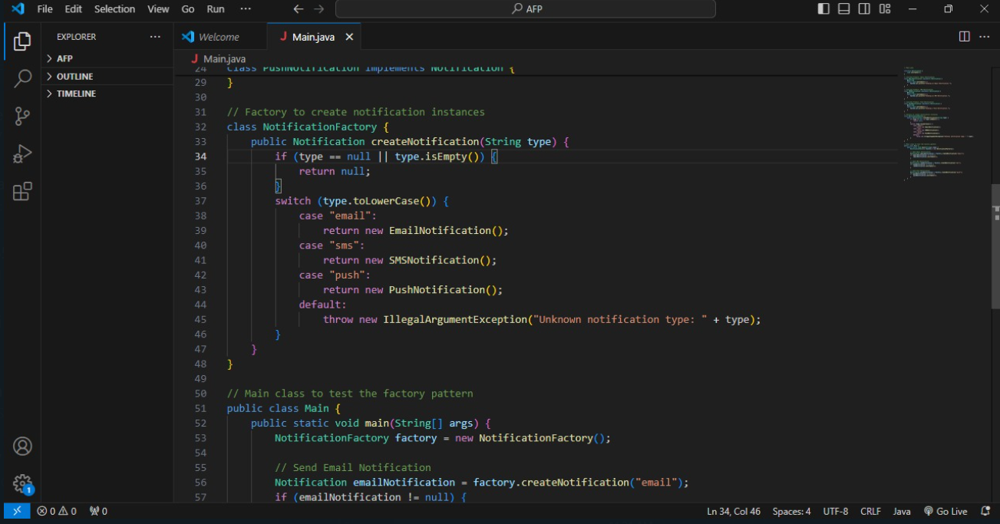 File Edit Selection View Go Run ··· ← → AFP
EXPLORER ···
AFP
OUTLINE
TIMELINE
Welcome
J Main.java ×
J Main.java
24 class PushNotification implements Notification {
29 }
30
31 // Factory to create notification instances
32 class NotificationFactory {
33 public Notification createNotification(String type) {
34 if (type == null || type.isEmpty()) {
35 return null;
36 }
37 switch (type.toLowerCase()) {
38 case "email":
39 return new EmailNotification();
40 case "sms":
41 return new SMSNotification();
42 case "push":
43 return new PushNotification();
44 default:
45 throw new IllegalArgumentException("Unknown notification type: " + type);
46 }
47 }
48 }
49
50 // Main class to test the factory pattern
51 public class Main {
52 public static void main(String[] args) {
53 NotificationFactory factory = new NotificationFactory();
54
55 // Send Email Notification
56 Notification emailNotification = factory.createNotification("email");
57 if (emailNotification != null) {
1
0 0 0 Ln 34, Col 46 Spaces: 4 UTF-8 CRLF Java Go Live